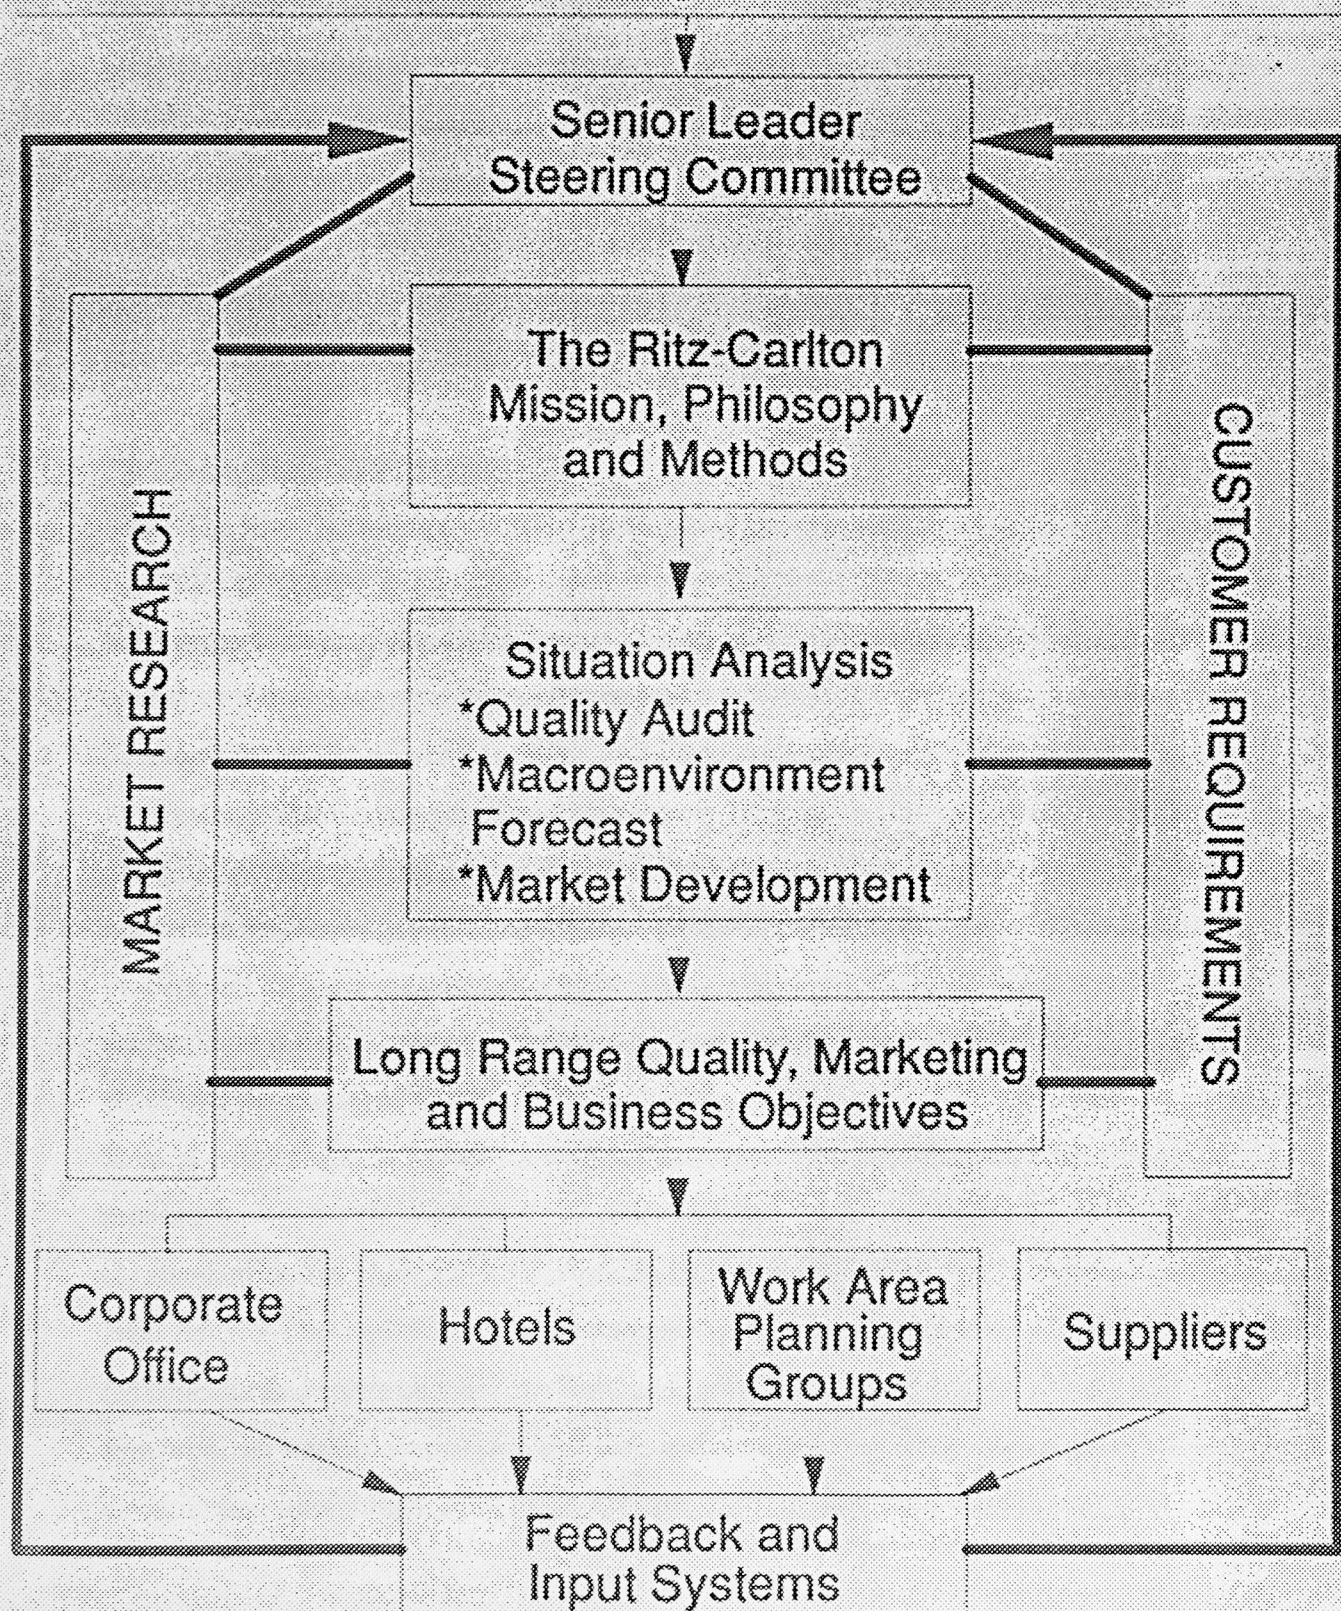 Senior Leader
Steering Committee
The Ritz-Carlton
Mission, Philosophy
and Methods
MARKET RESEARCH
CUSTOMER REQUIREMENTS
Situation Analysis
*Quality Audit
*Macroenvironment
Forecast
*Market Development
Long Range Quality, Marketing
and Business Objectives
Corporate
Office
Hotels
Work Area
Planning
Groups
Suppliers
Feedback and
Input Systems